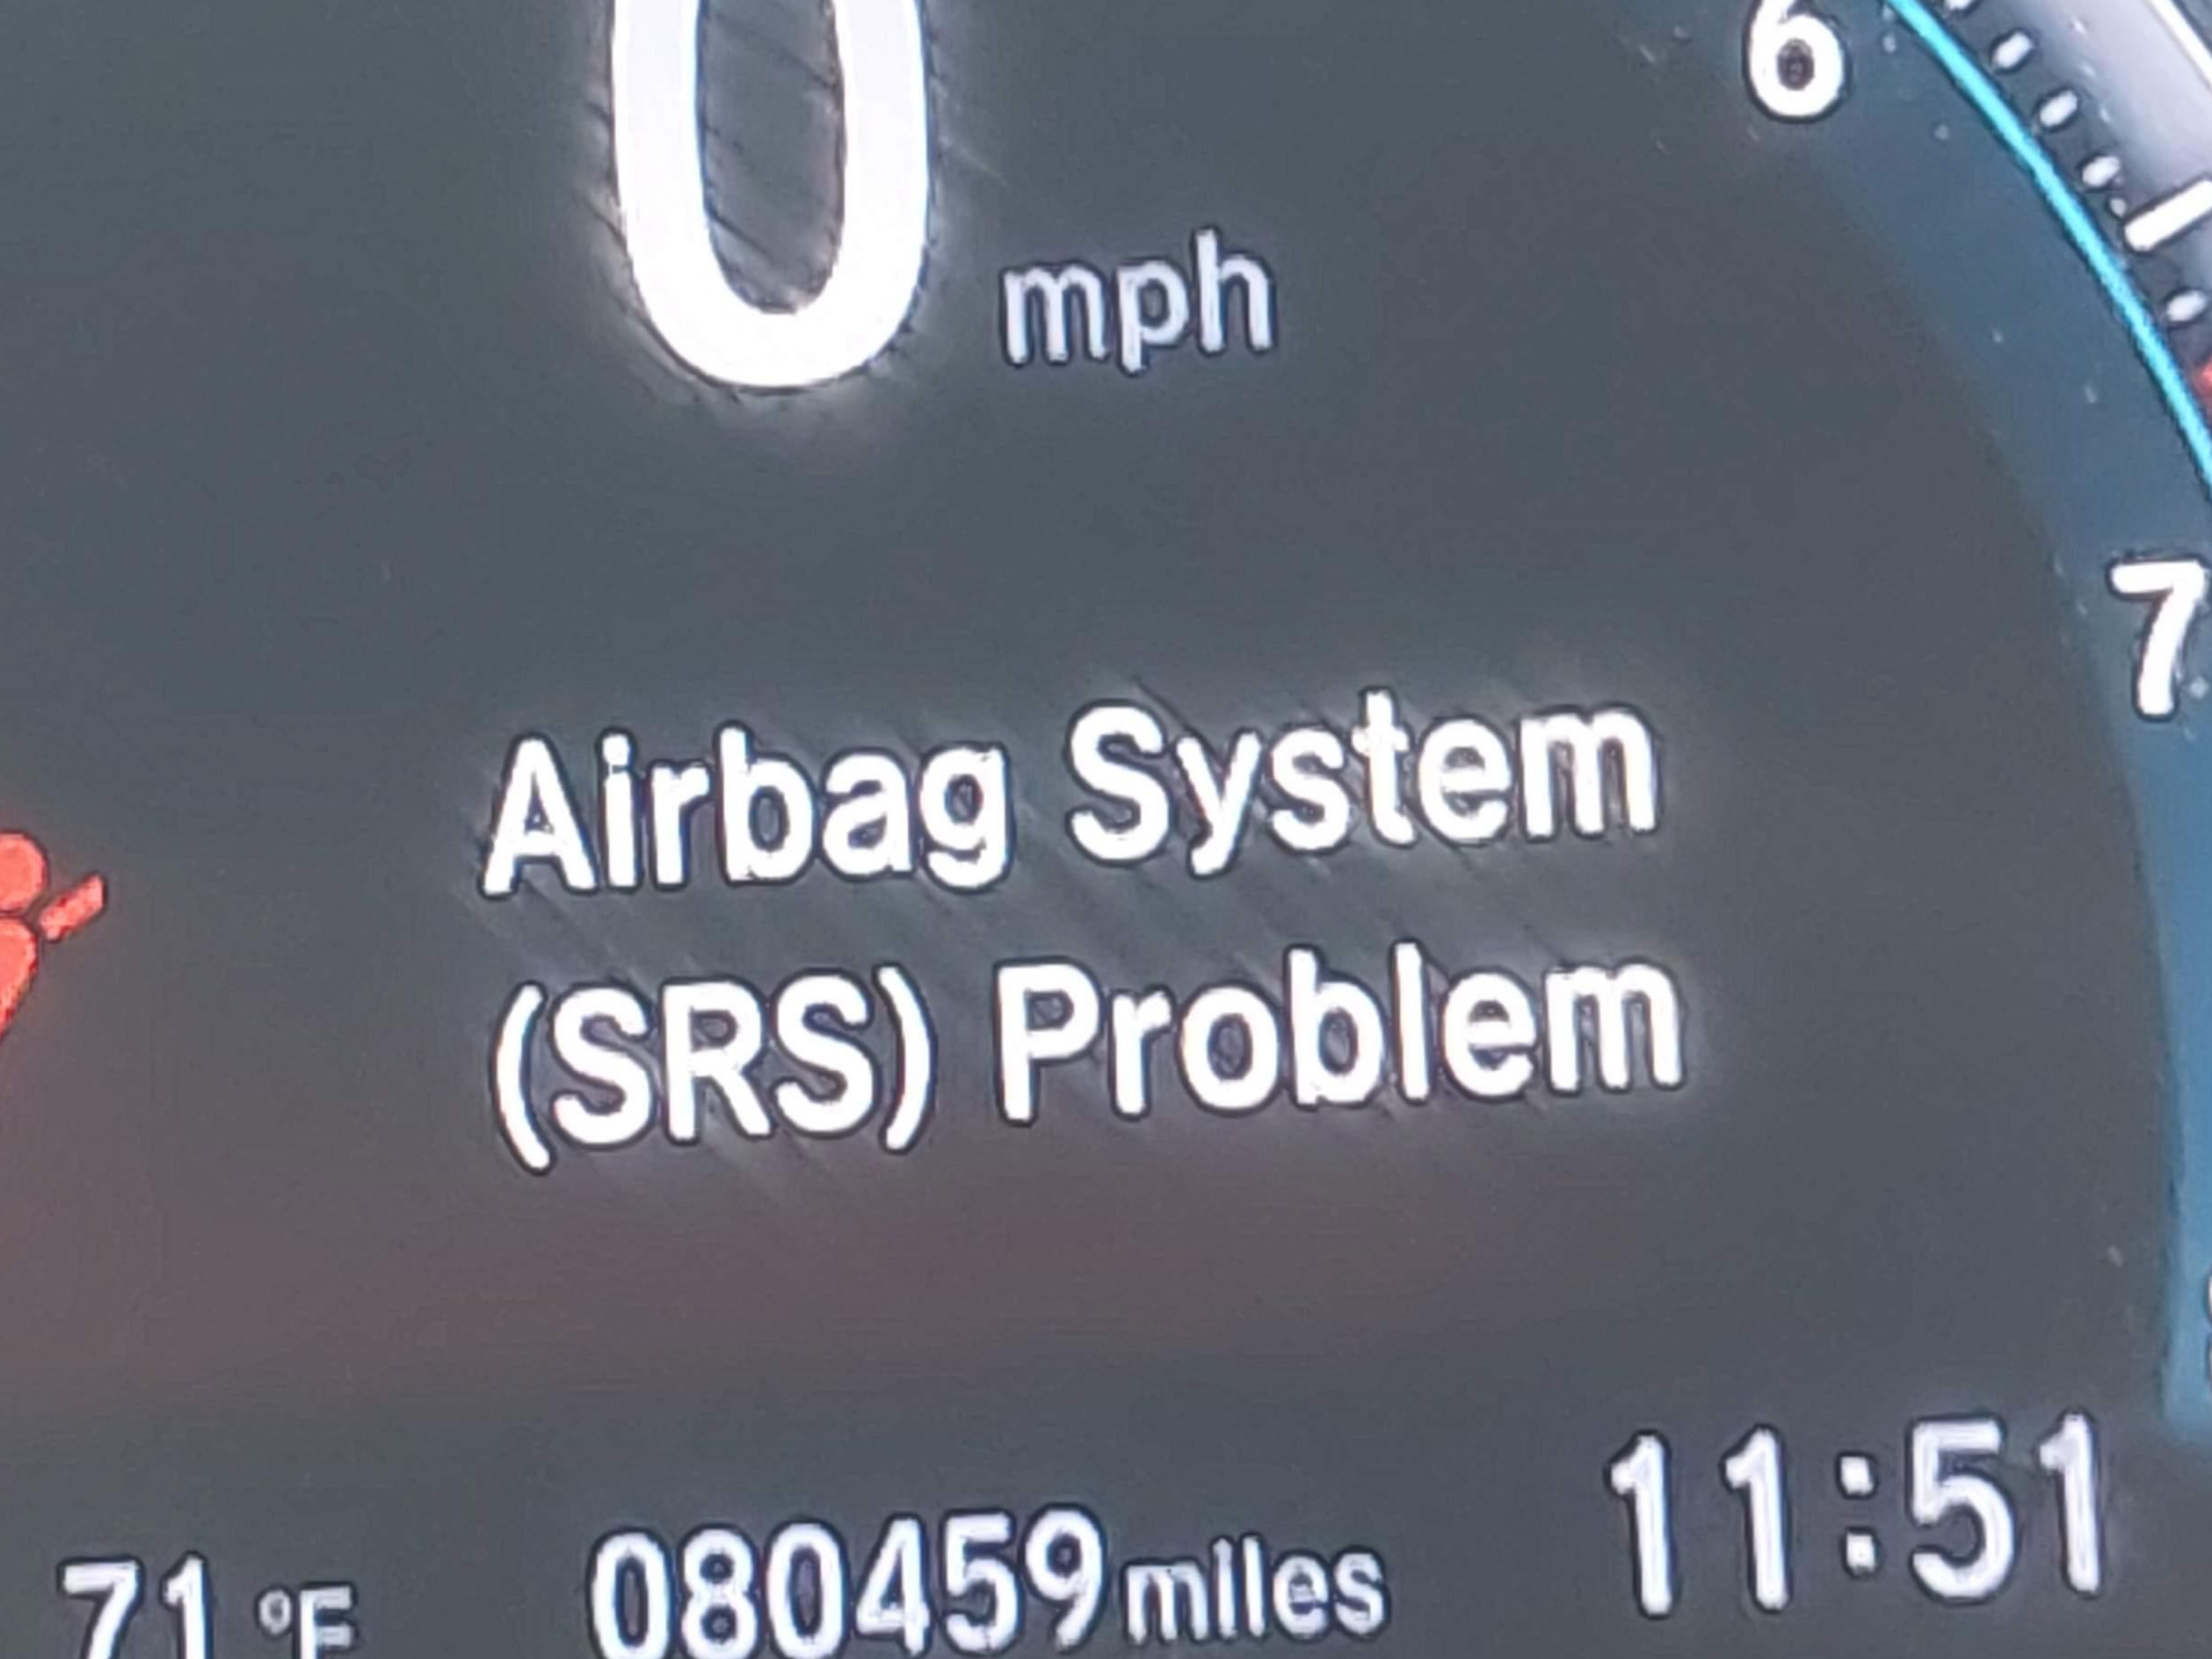 0 mph
6
7
Airbag System
(SRS) Problem
11:51
71 °F 080459 miles